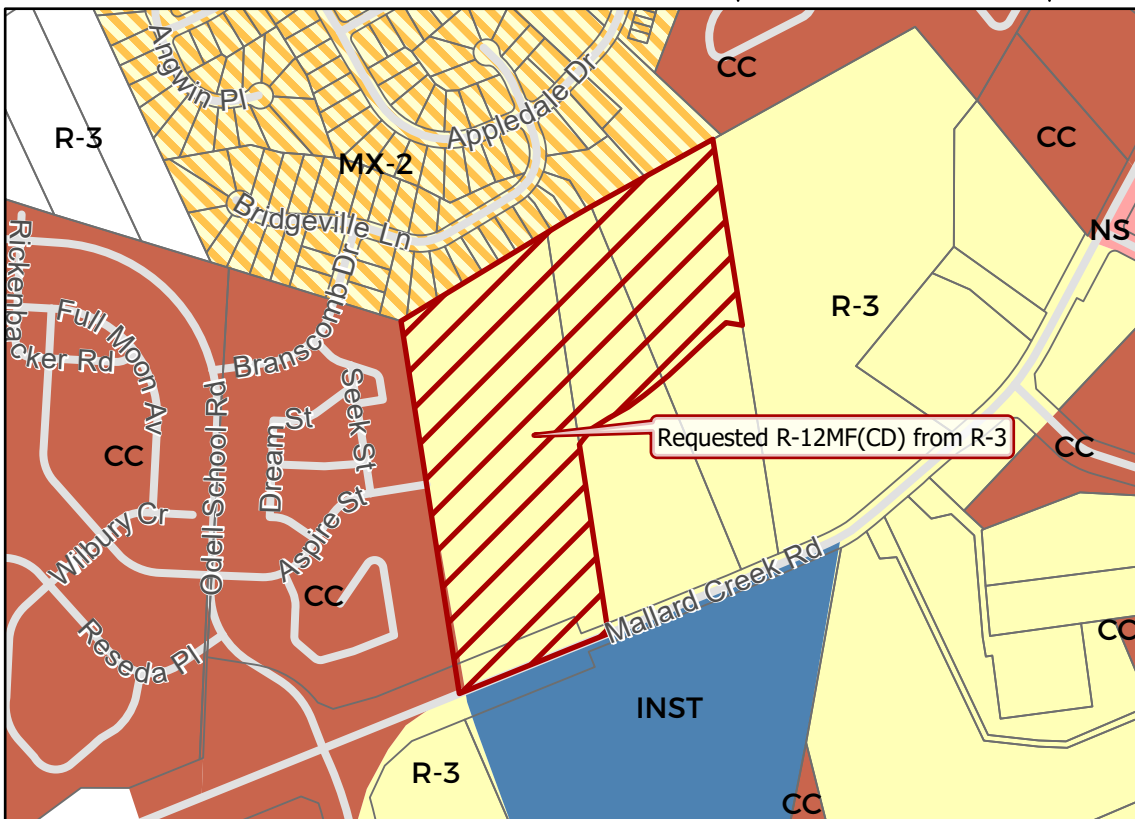 Angwin Pl
CC
R-3
MX-2
Appledale Dr
CC
Bridgeville Ln
NS
Rickenbacker Rd
Branscomb Dr
R-3
Full Moon Av
Seek St
Dream St
Requested R-12MF(CD) from R-3
CC
Odell School Rd
CC
Wilbury Cr
Aspire St
CC
Mallard Creek Rd
Reseda Pl
CC
INST
R-3
CC